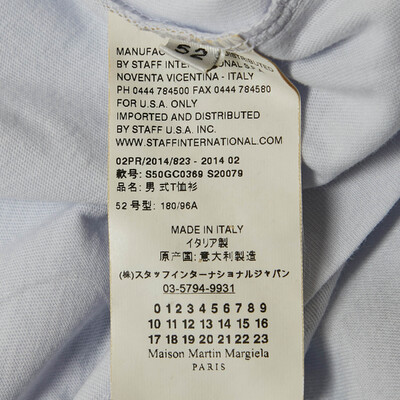 52
MANUFAC DISTRIBUTED
BY STAFF INTERNATIONAL S.P.A.
NOVENTA VICENTINA - ITALY
PH 0444 784500 FAX 0444 784580
FOR U.S.A. ONLY
IMPORTED AND DISTRIBUTED
BY STAFF U.S.A. INC.
WWW.STAFFINTERNATIONAL.COM
02PR/2014/823 - 2014 02
款号: S50GC0369 S20079
品名: 男 式T恤衫
52 号型: 180/96A
MADE IN ITALY
イタリア製
原产国: 意大利製造
(株)スタッフインターナショナルジャパン
03-5794-9931
0 1 2 3 4 5 6 7 8 9
10 11 12 13 14 15 16
17 18 19 20 21 22 23
Maison Martin Margiela
PARIS